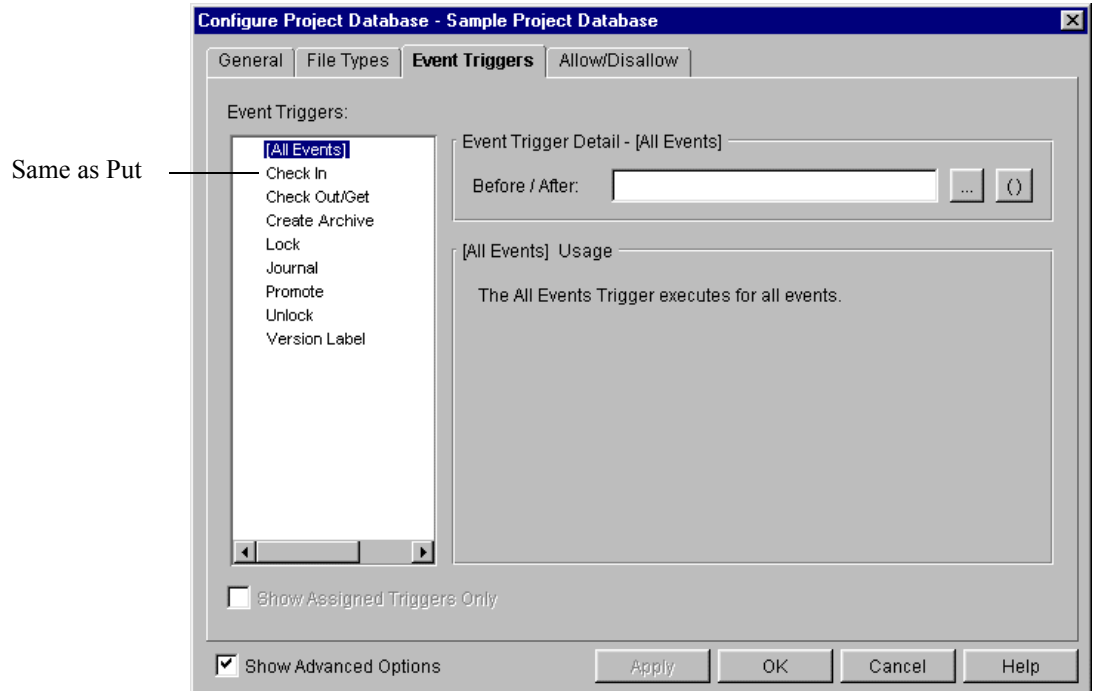 Configure Project Database - Sample Project Database
General File Types Event Triggers Allow/Disallow
Event Triggers:
[All Events]
Same as Put
Check In
Check Out/Get
Create Archive
Lock
Journal
Promote
Unlock
Version Label
Event Trigger Detail - [All Events]
Before / After: ... ()
[All Events] Usage
The All Events Trigger executes for all events.
Show Assigned Triggers Only
Show Advanced Options Apply OK Cancel Help